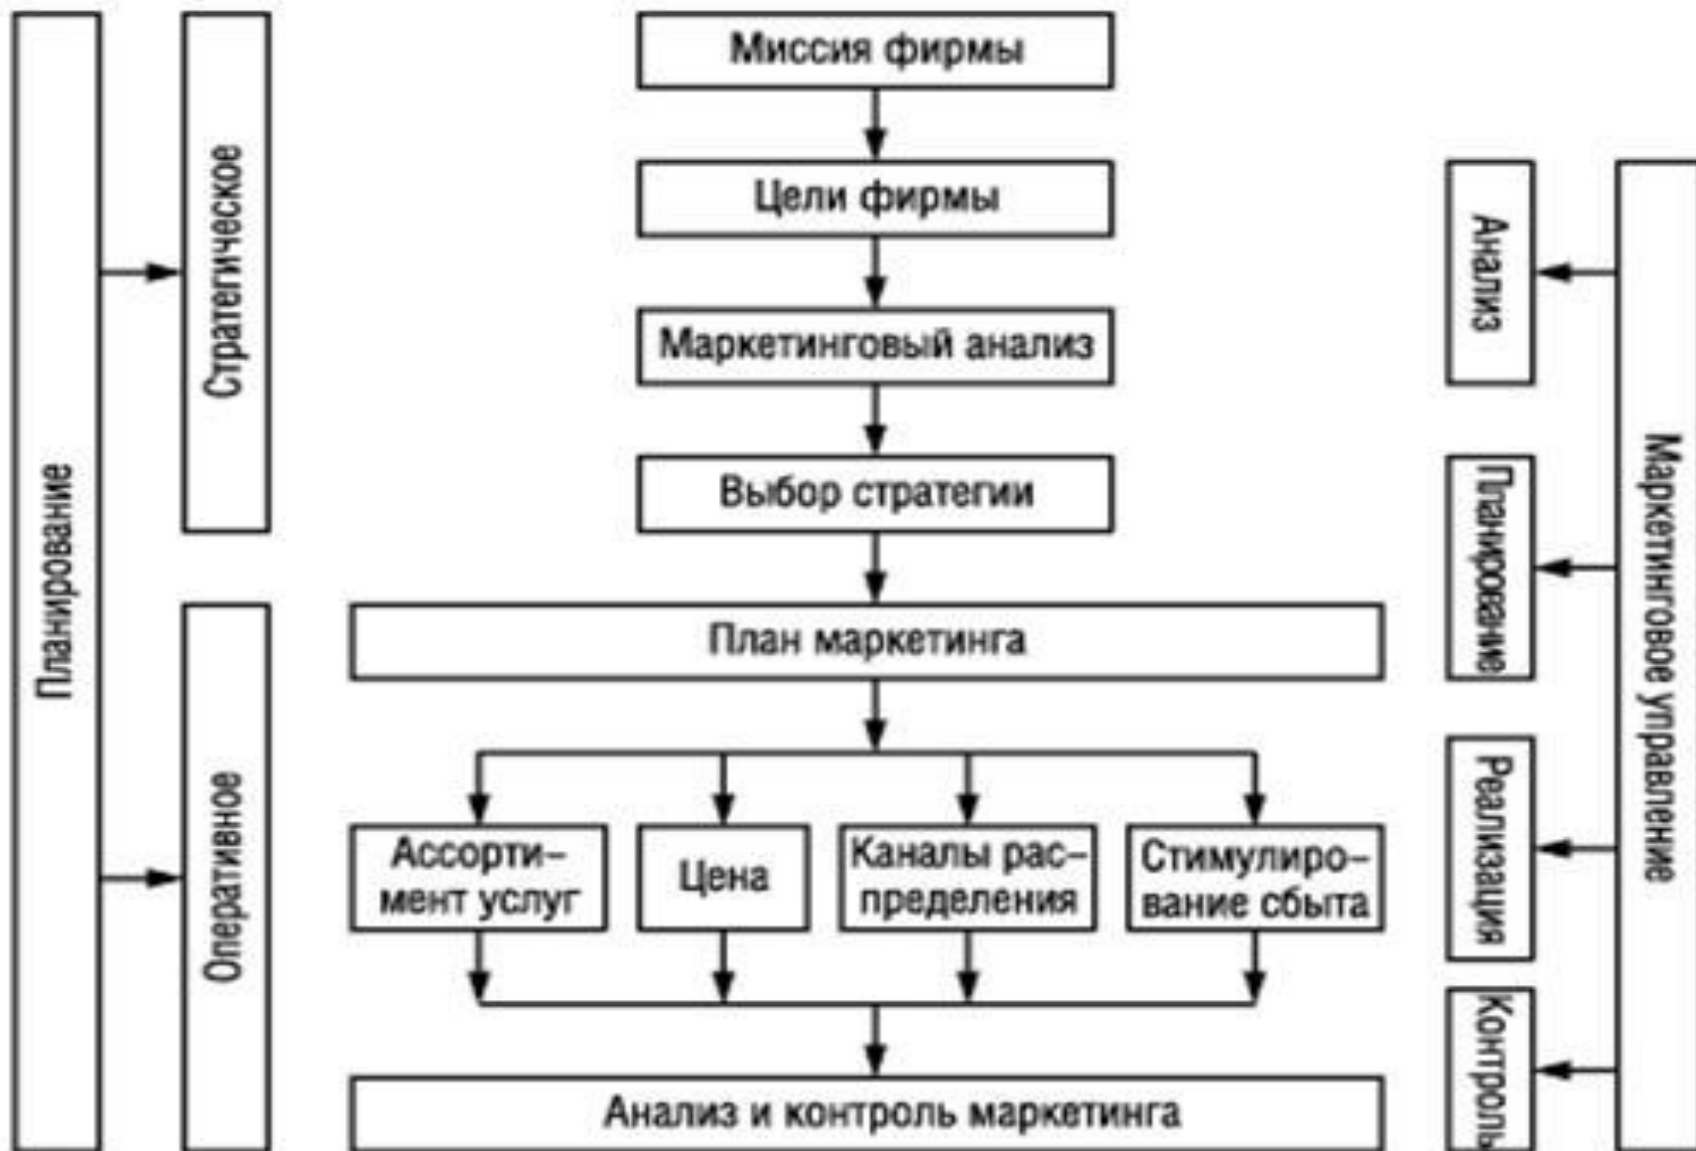 Миссия фирмы
Цели фирмы
Маркетинговый анализ
Выбор стратегии
План маркетинга
Ассорти-
мент услуг
Цена
Каналы рас-
пределения
Стимулиро-
вание сбыта
Анализ и контроль маркетинга
Планирование
Стратегическое
Оперативное
Анализ
Планирование
Реализация
Контроль
Маркетинговое управление